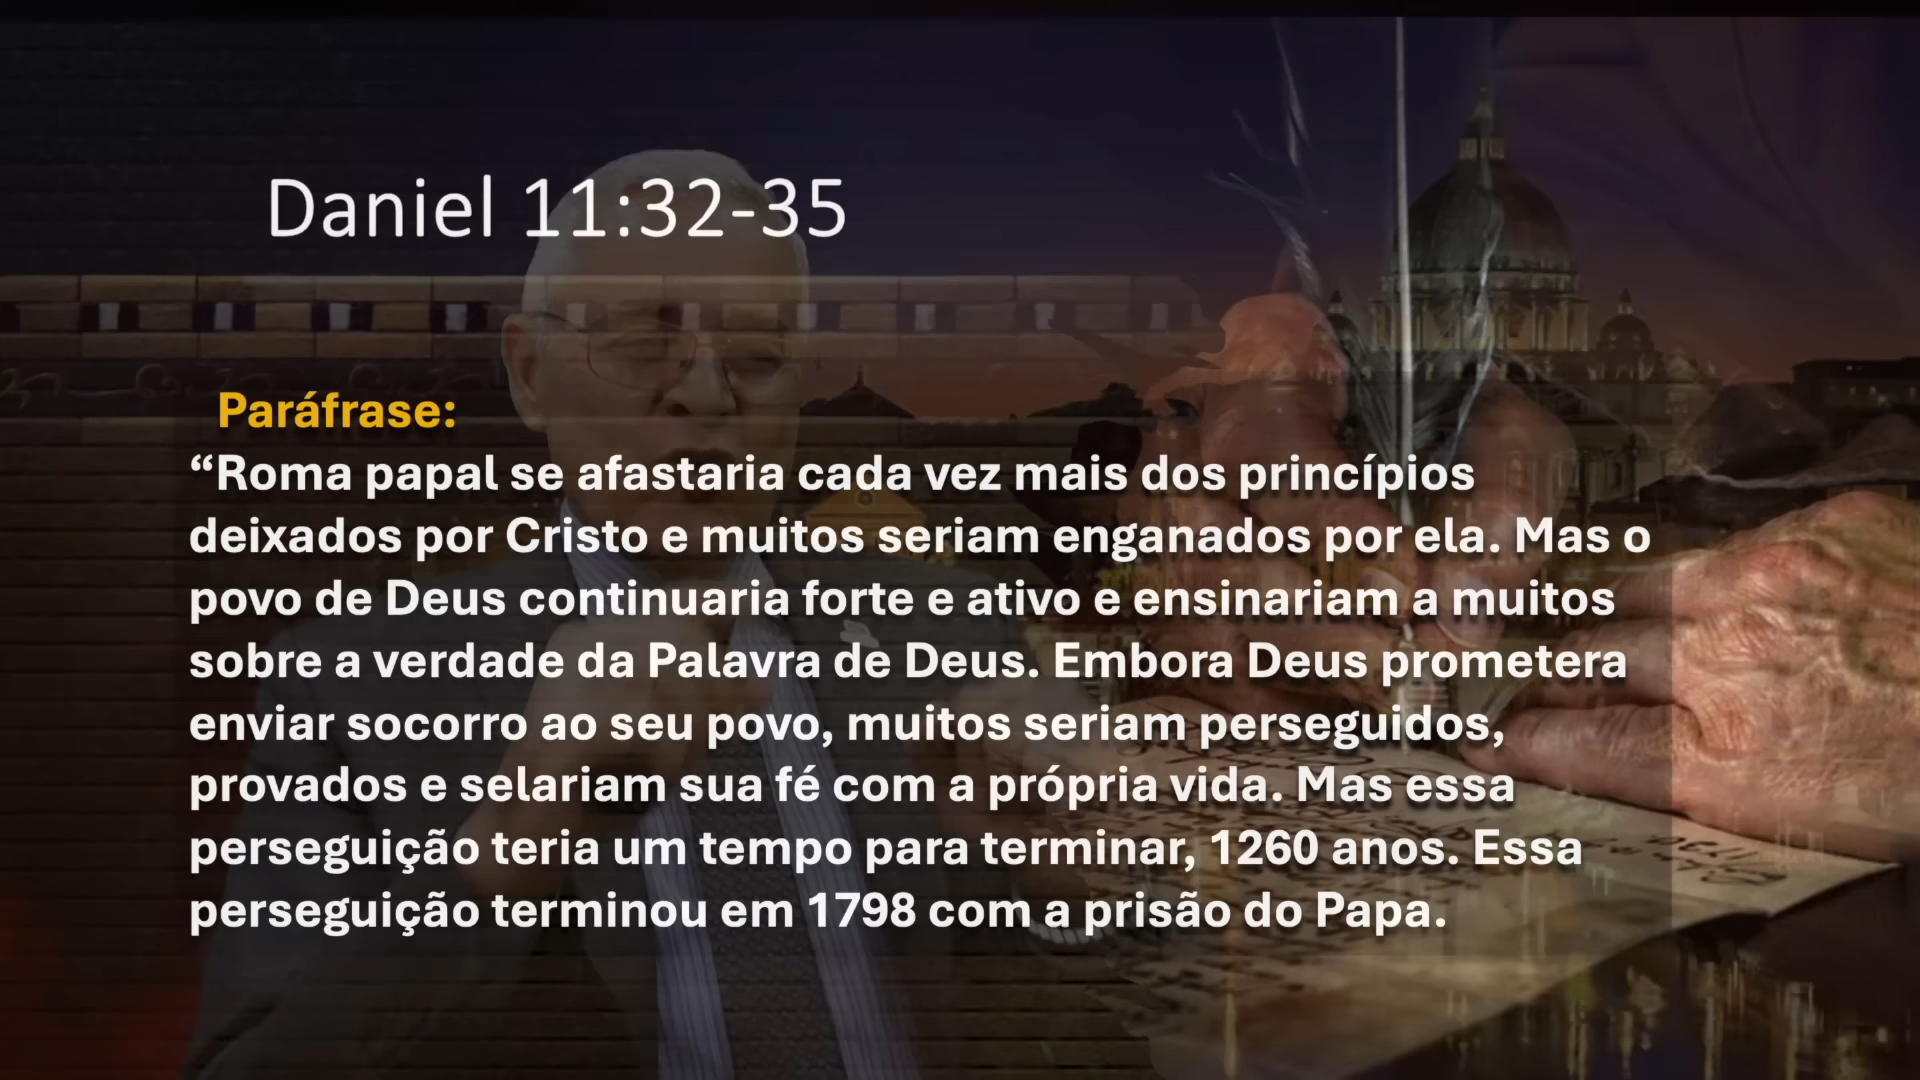 Daniel 11:32-35
Paráfrase:
“Roma papal se afastaria cada vez mais dos princípios
deixados por Cristo e muitos seriam enganados por ela. Mas o
povo de Deus continuaria forte e ativo e ensinariam a muitos
sobre a verdade da Palavra de Deus. Embora Deus prometera
enviar socorro ao seu povo, muitos seriam perseguidos,
provados e selariam sua fé com a própria vida. Mas essa
perseguição teria um tempo para terminar, 1260 anos. Essa
perseguição terminou em 1798 com a prisão do Papa.